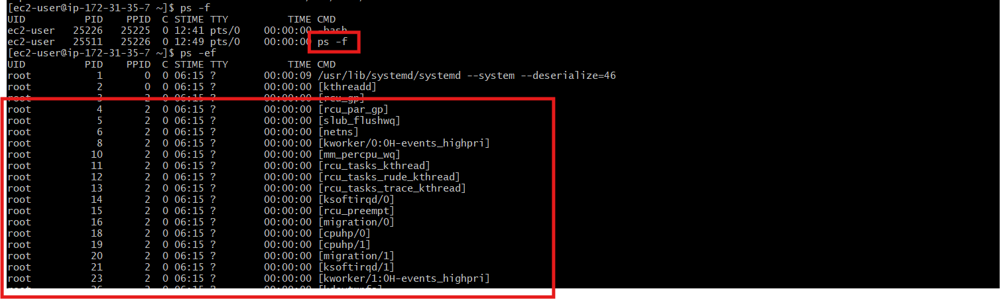 [ec2-user@ip-172-31-35-7 ~]$ ps -f
UID          PID    PPID  C STIME TTY          TIME CMD
ec2-user   25226   25225  0 12:41 pts/0    00:00:00 -bash
ec2-user   25511   25226  0 12:49 pts/0    00:00:00 ps -f
[ec2-user@ip-172-31-35-7 ~]$ ps -ef
UID          PID    PPID  C STIME TTY          TIME CMD
root           1       0  0 06:15 ?        00:00:09 /usr/lib/systemd/systemd --system --deserialize=46
root           2       0  0 06:15 ?        00:00:00 [kthreadd]
root           3       2  0 06:15 ?        00:00:00 [rcu_gp]
root           4       2  0 06:15 ?        00:00:00 [rcu_par_gp]
root           5       2  0 06:15 ?        00:00:00 [slub_flushwq]
root           6       2  0 06:15 ?        00:00:00 [netns]
root           8       2  0 06:15 ?        00:00:00 [kworker/0:0H-events_highpri]
root          10       2  0 06:15 ?        00:00:00 [mm_percpu_wq]
root          11       2  0 06:15 ?        00:00:00 [rcu_tasks_kthread]
root          12       2  0 06:15 ?        00:00:00 [rcu_tasks_rude_kthread]
root          13       2  0 06:15 ?        00:00:00 [rcu_tasks_trace_kthread]
root          14       2  0 06:15 ?        00:00:00 [ksoftirqd/0]
root          15       2  0 06:15 ?        00:00:00 [rcu_preempt]
root          16       2  0 06:15 ?        00:00:00 [migration/0]
root          18       2  0 06:15 ?        00:00:00 [cpuhp/0]
root          19       2  0 06:15 ?        00:00:00 [cpuhp/1]
root          20       2  0 06:15 ?        00:00:00 [migration/1]
root          21       2  0 06:15 ?        00:00:00 [ksoftirqd/1]
root          23       2  0 06:15 ?        00:00:00 [kworker/1:0H-events_highpri]
root          26       2  0 06:15 ?        00:00:00 [kdevtmpfs]